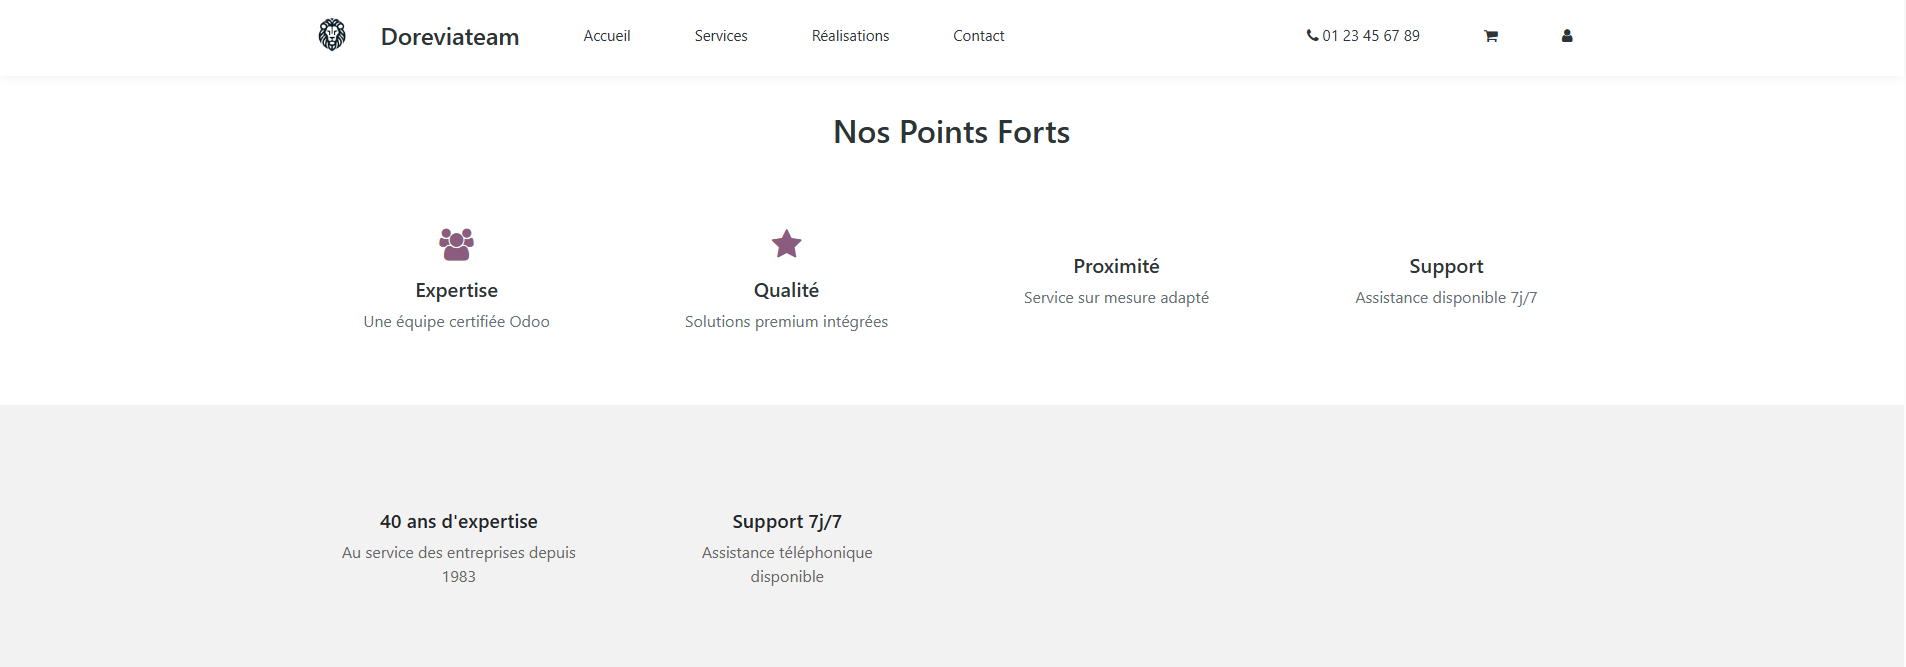 Doreviateam
Accueil
Services
Réalisations
Contact
01 23 45 67 89
Nos Points Forts
Expertise
Une équipe certifiée Odoo
Qualité
Solutions premium intégrées
Proximité
Service sur mesure adapté
Support
Assistance disponible 7j/7
40 ans d'expertise
Au service des entreprises depuis
1983
Support 7j/7
Assistance téléphonique
disponible